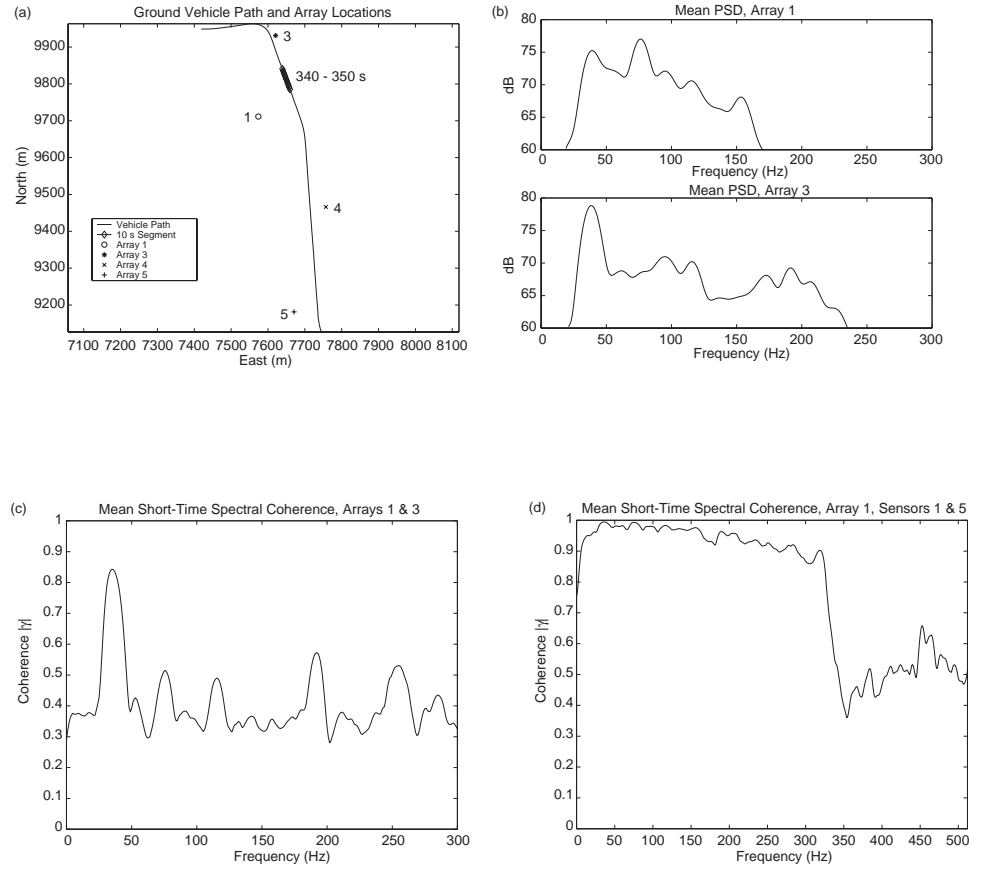 (a)
Ground Vehicle Path and Array Locations
9900
9800
9700
9600
9500
9400
9300
9200
North (m)
3
340 - 350 s
1
4
5
Vehicle Path
10 s Segment
Array 1
Array 3
Array 4
Array 5
7100 7200 7300 7400 7500 7600 7700 7800 7900 8000 8100
East (m)
(b)
Mean PSD, Array 1
80
75
70
65
60
dB
0 50 100 150 200 250 300
Frequency (Hz)
Mean PSD, Array 3
80
75
70
65
60
dB
0 50 100 150 200 250 300
Frequency (Hz)
(c)
Mean Short-Time Spectral Coherence, Arrays 1 & 3
1
0.9
0.8
0.7
0.6
0.5
0.4
0.3
0.2
0.1
0
Coherence |γ|
0 50 100 150 200 250 300
Frequency (Hz)
(d)
Mean Short-Time Spectral Coherence, Array 1, Sensors 1 & 5
1
0.9
0.8
0.7
0.6
0.5
0.4
0.3
0.2
0.1
0
Coherence |γ|
0 50 100 150 200 250 300 350 400 450 500
Frequency (Hz)